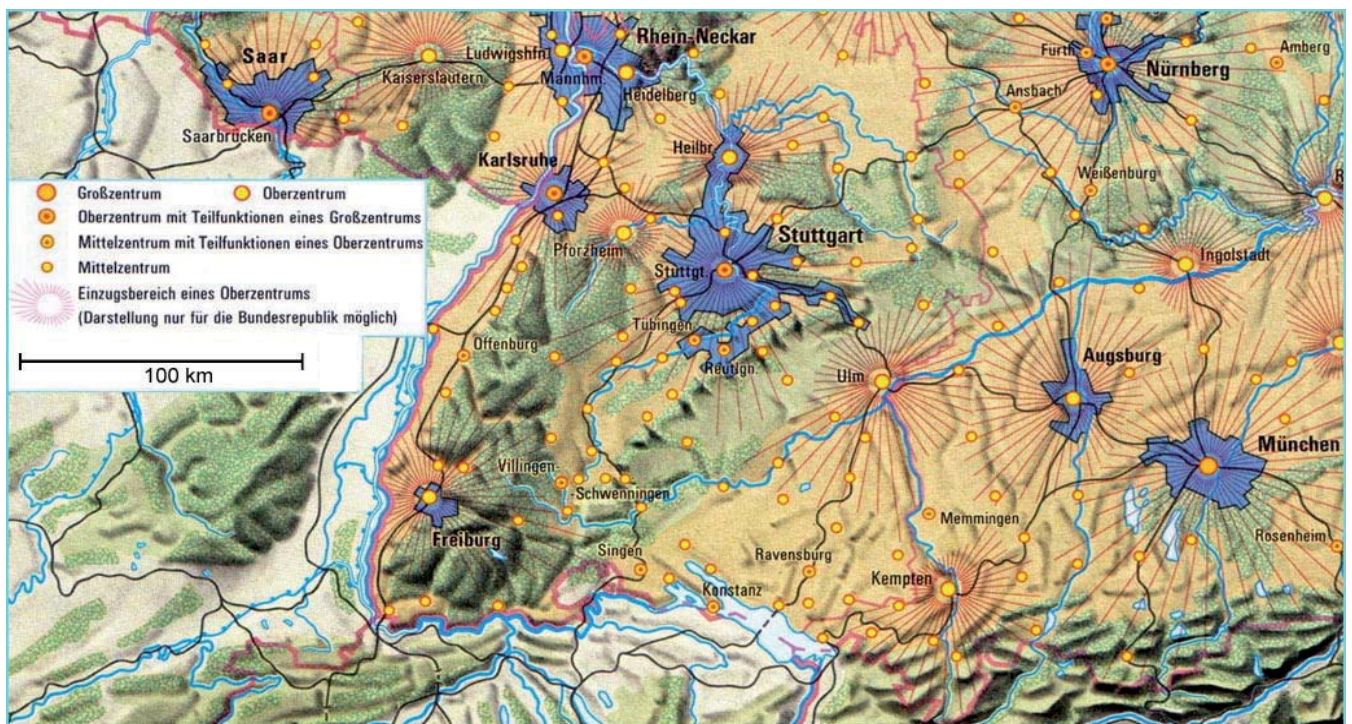 Saar
Kaiserslautern
Saarbrücken
Ludwigshfn
Rhein-Neckar
Mannhm.
Heidelberg
Karlsruhe
Heilbr.
Fürth
Nürnberg
Amberg
Ansbach
Weißenburg
R
Großzentrum
Oberzentrum
Oberzentrum mit Teilfunktionen eines Großzentrums
Mittelzentrum mit Teilfunktionen eines Oberzentrums
Mittelzentrum
Einzugsbereich eines Oberzentrums
(Darstellung nur für die Bundesrepublik möglich)
100 km
Pforzheim
Stuttgart
Stuttgt.
Ingolstadt
Tübingen
Reutlgn.
Offenburg
Ulm
Augsburg
München
Villingen-
-Schwenningen
Freiburg
Memmingen
Rosenheim
Singen
Ravensburg
Konstanz
Kempten